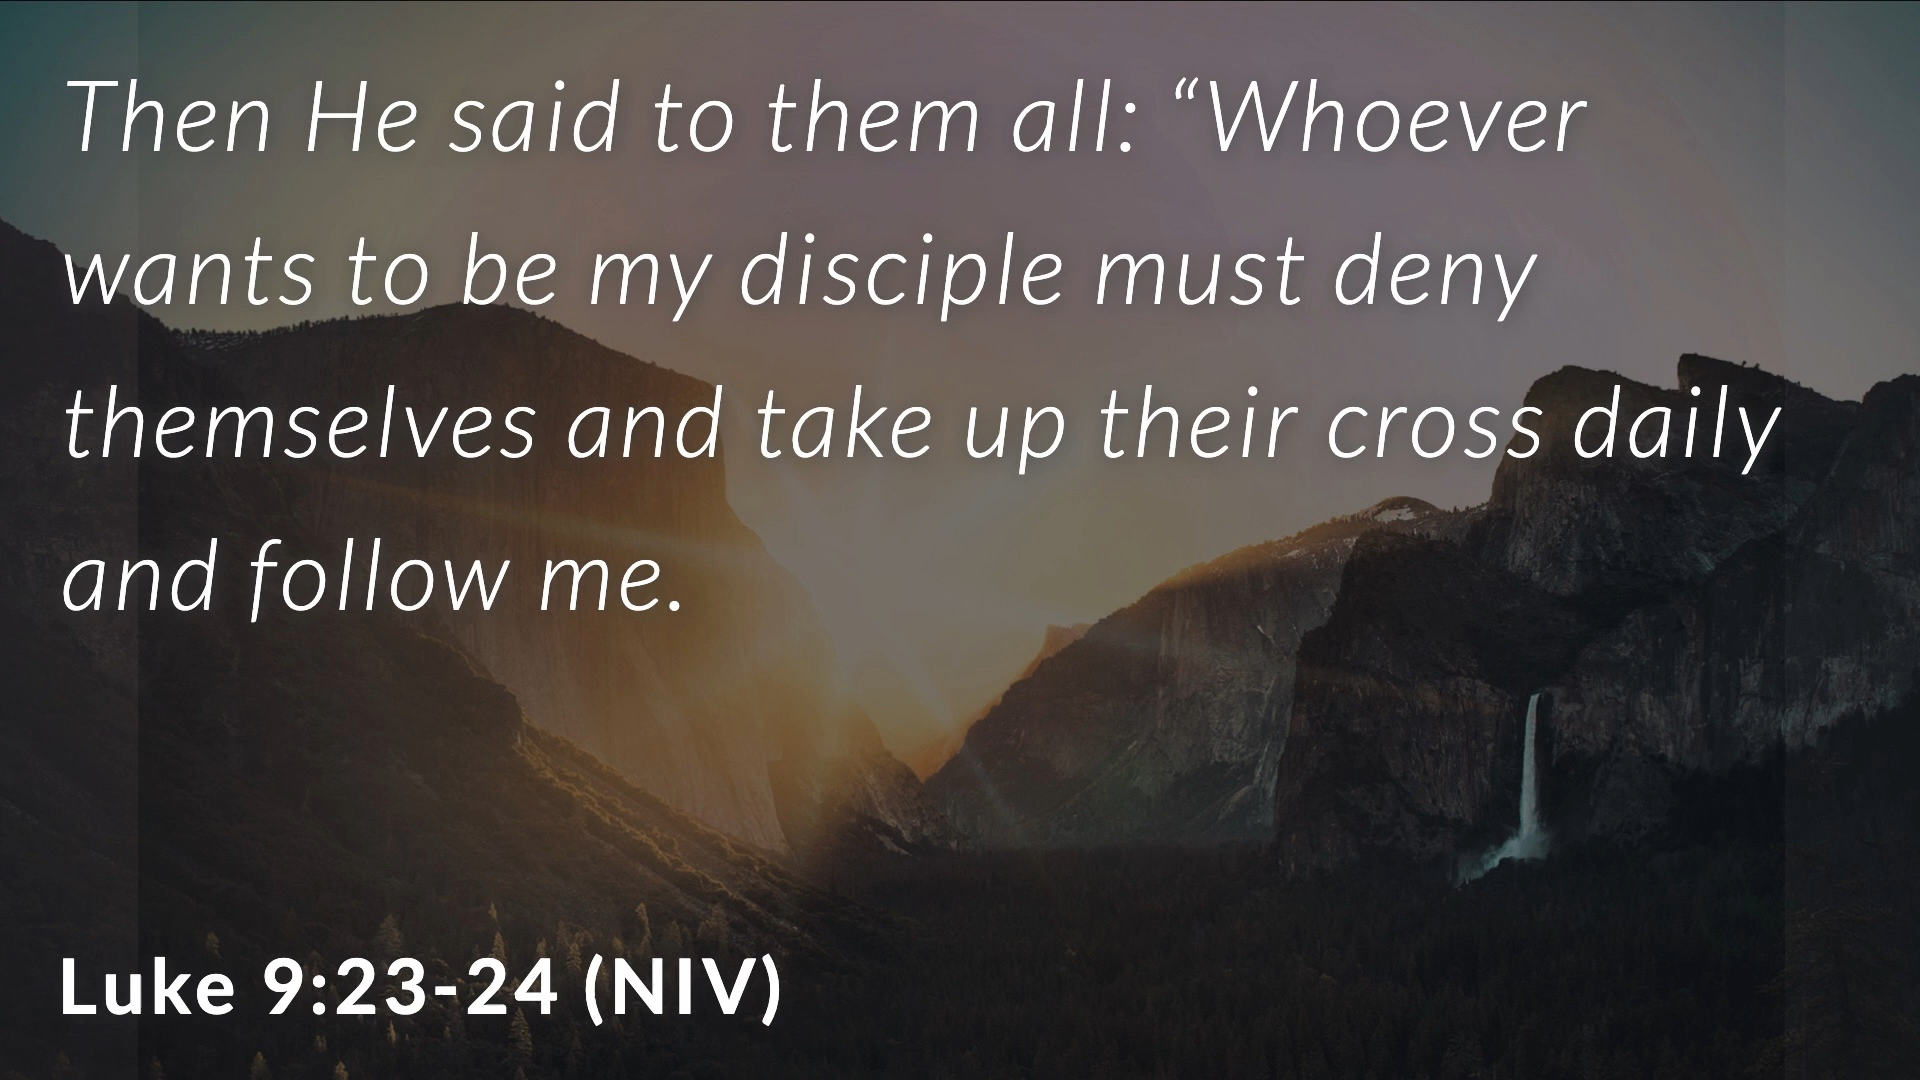 Then He said to them all: “Whoever
wants to be my disciple must deny
themselves and take up their cross daily
and follow me.
Luke 9:23-24 (NIV)